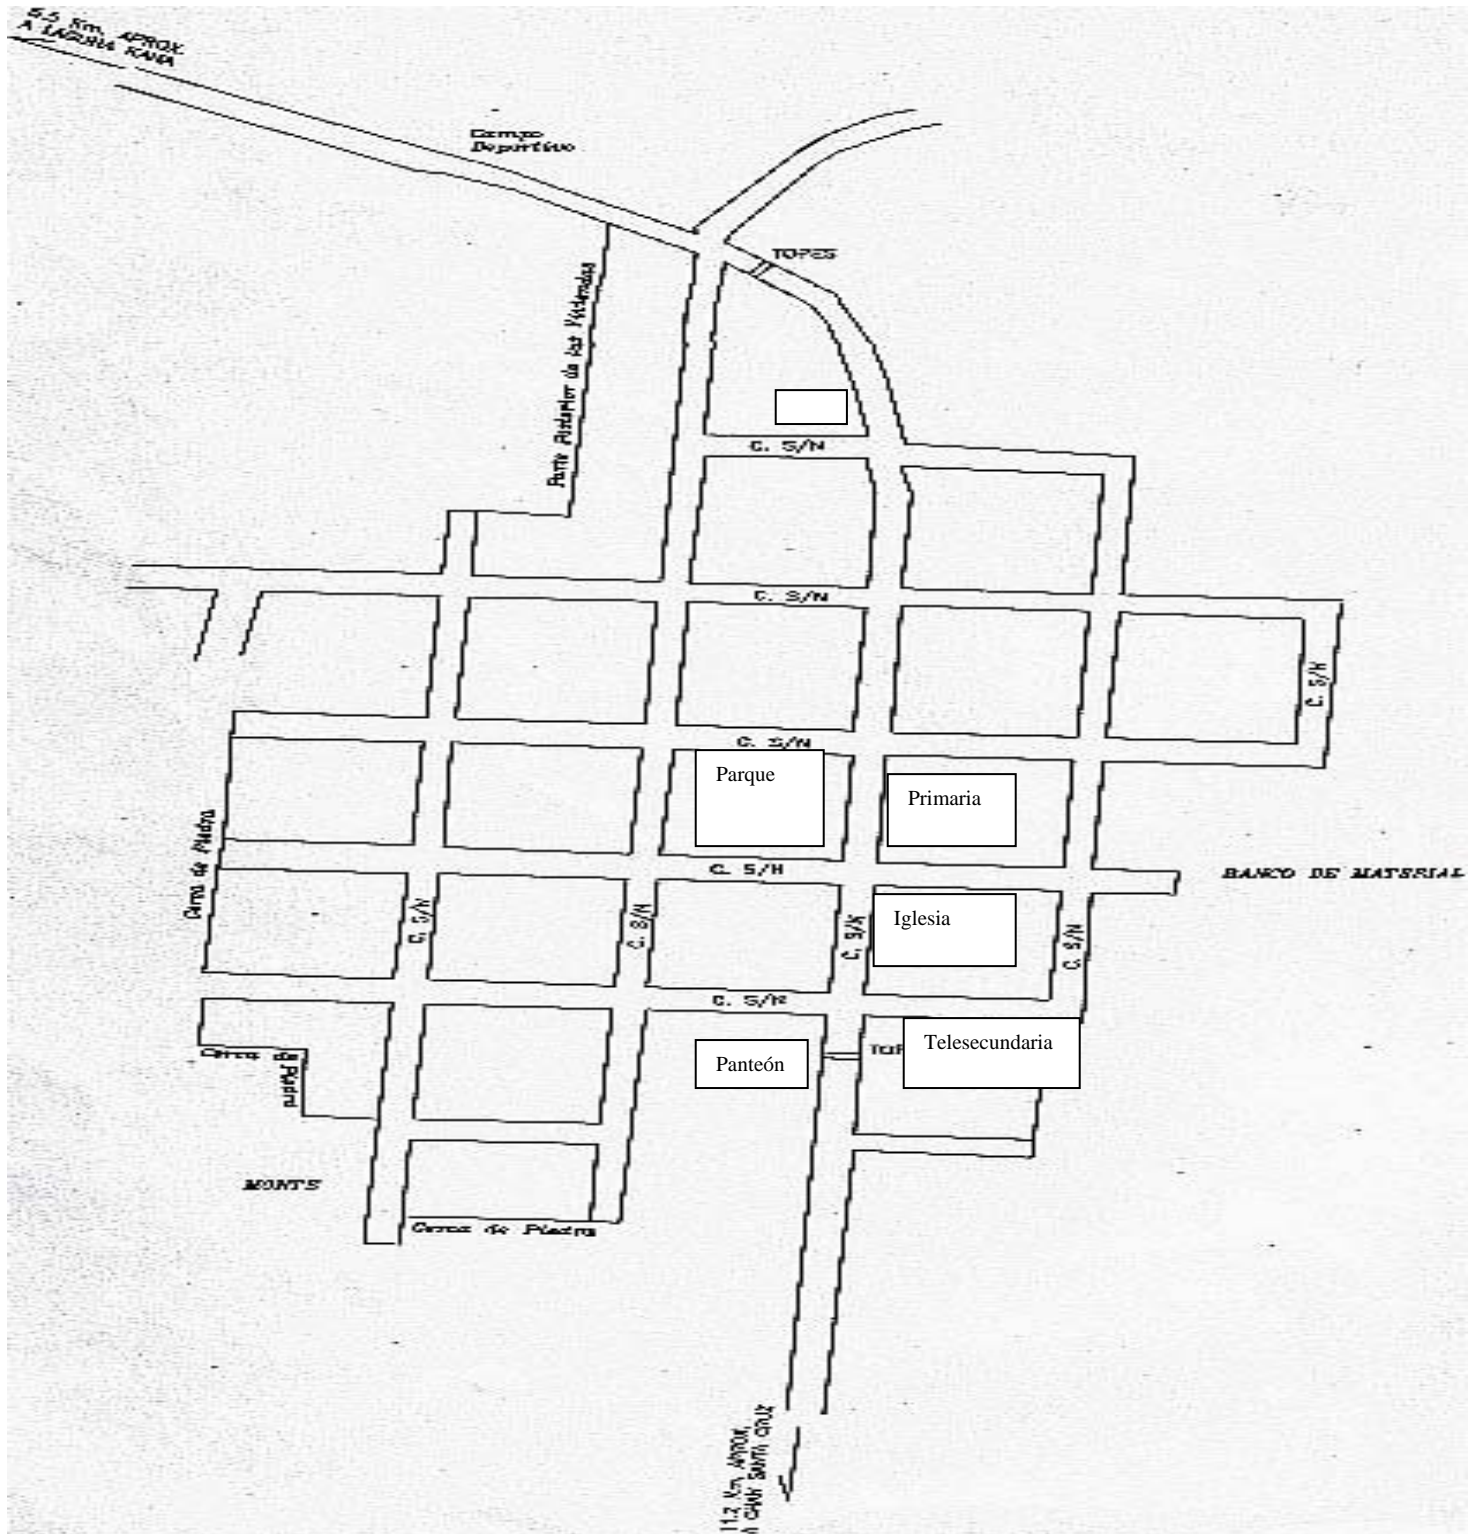 5.5 Km. APROX.
A LAGUNA KANA
Campo
Deportivo
TOPES
Parte Posterior de las Viviendas
C. S/N
C. S/N
C. S/N
C. S/N
Parque
Primaria
Cerca de Piedra
C. S/N
BANCO DE MATERIAL
Iglesia
C. S/N
C. S/N
C. S/N
C. S/N
C. S/N
Cerca de
Piedra
Panteón
TOP
Telesecundaria
MONTE
Cerca de Piedra
11.2 Km. APROX.
A CHAN SANTA CRUZ